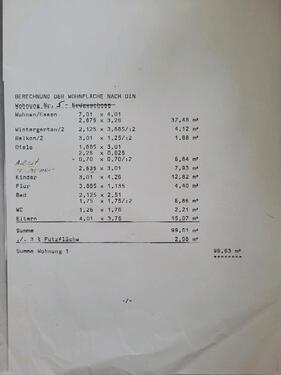 BERECHNUNG DER WOHNFLÄCHE NACH DIN
Wohnung Nr. Erdgeschoss
Wohnen/Essen 7,01 x 4,01
2.875 x 3,26 37,48 m²
Wintergarten/2 2,125 x 3,885/:2 4,12 m²
Balkon/2 3,01 x 1,25/:2 1,88 m²
Diele 1,885 x 3,01
2,26 x 0,625
- 0,70 x 0,70/:2 6,84 m²
2.635 x 3,01 7,93 m²
Kinder 3,01 x 4,26 12,82 m²
Flur 3.885 x 1,135 4,40 m²
Bad 2,125 x 2,51
1,75 x 1,75/:2 6,86 m²
WC 1,26 x 1,76 2,21 m²
Eltern 4,01 x 3,76 15,07 m²
Summe 99,61 m²
./. 3 % Putzfläche 2,98 m²
Summe Wohnung 1 96,63 m²
-/-